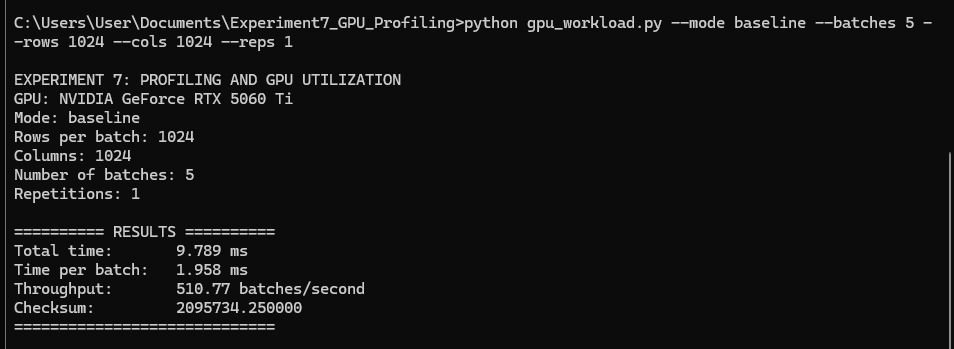 C:\Users\User\Documents\Experiment7_GPU_Profiling>python gpu_workload.py --mode baseline --batches 5 -
-rows 1024 --cols 1024 --reps 1
EXPERIMENT 7: PROFILING AND GPU UTILIZATION
GPU: NVIDIA GeForce RTX 5060 Ti
Mode: baseline
Rows per batch: 1024
Columns: 1024
Number of batches: 5
Repetitions: 1
========== RESULTS ==========
Total time: 9.789 ms
Time per batch: 1.958 ms
Throughput: 510.77 batches/second
Checksum: 2095734.250000
=============================